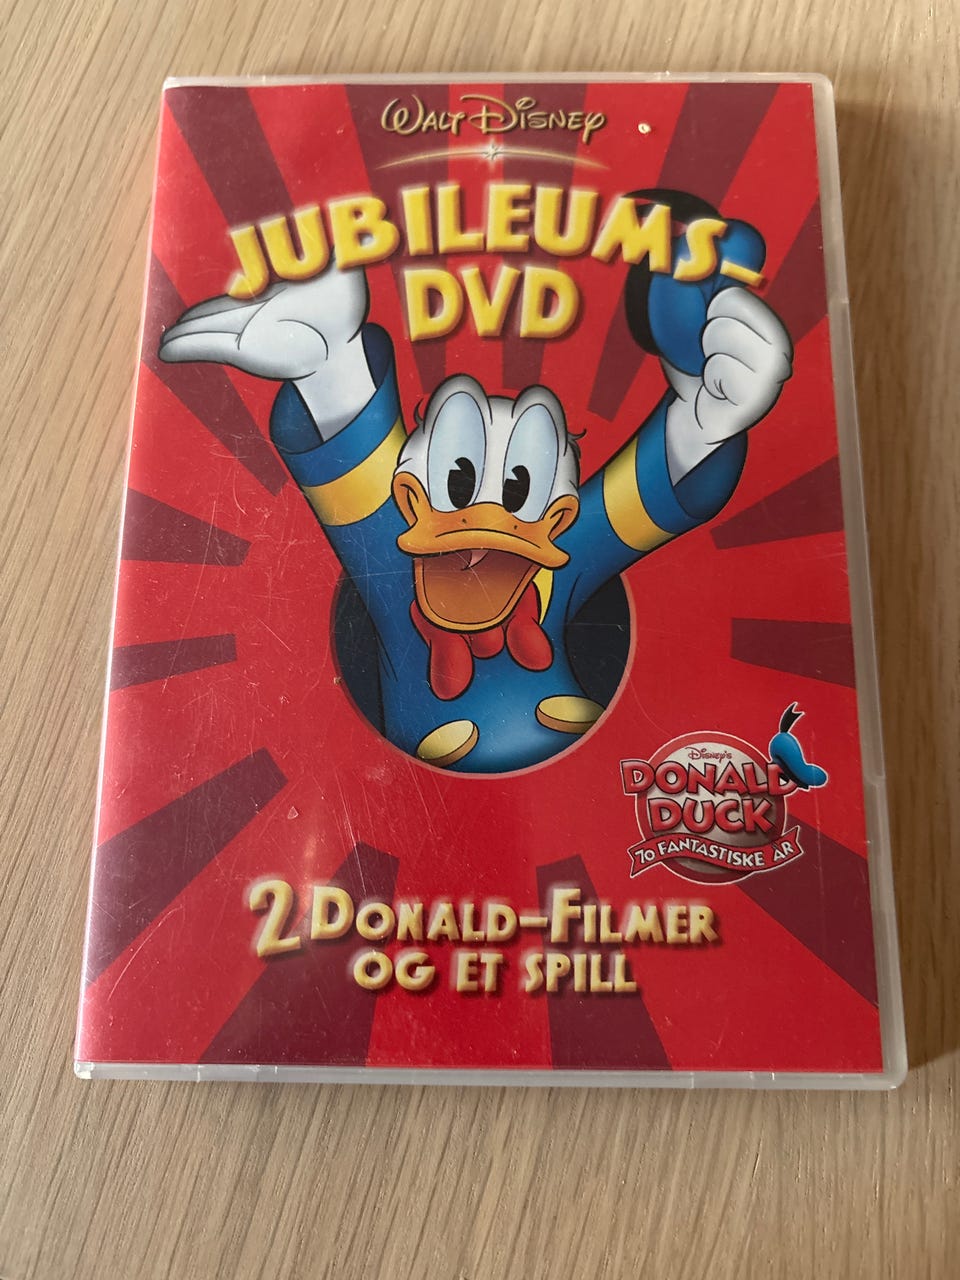 WALT DISNEY
JUBILEUMS-
DVD
DISNEY'S
DONALD
DUCK
70 FANTASTISKE ÅR
2 DONALD-FILMER
OG ET SPILL